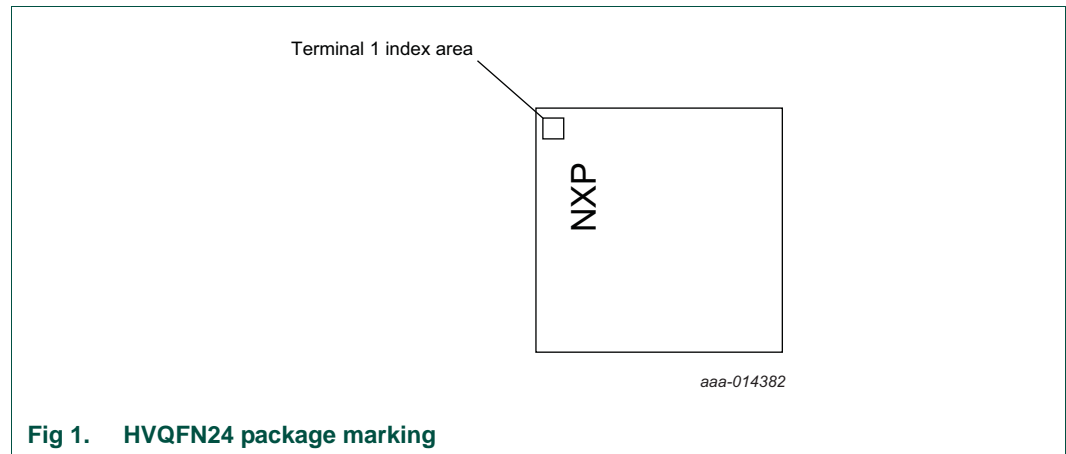 Terminal 1 index area
NXP
aaa-014382
Fig 1. HVQFN24 package marking